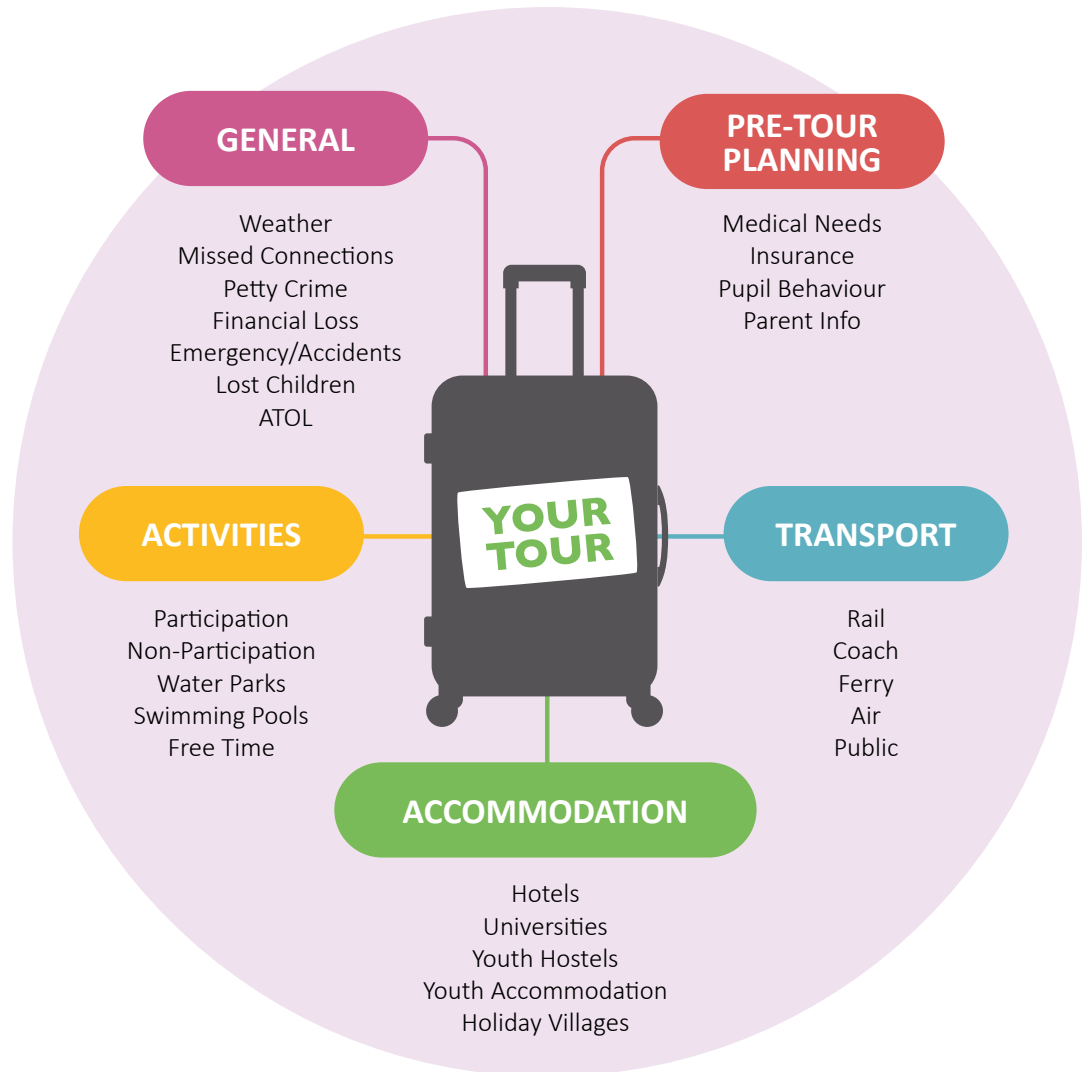 GENERAL
Weather
Missed Connections
Petty Crime
Financial Loss
Emergency/Accidents
Lost Children
ATOL
PRE-TOUR
PLANNING
Medical Needs
Insurance
Pupil Behaviour
Parent Info
YOUR
TOUR
ACTIVITIES
Participation
Non-Participation
Water Parks
Swimming Pools
Free Time
TRANSPORT
Rail
Coach
Ferry
Air
Public
ACCOMMODATION
Hotels
Universities
Youth Hostels
Youth Accommodation
Holiday Villages